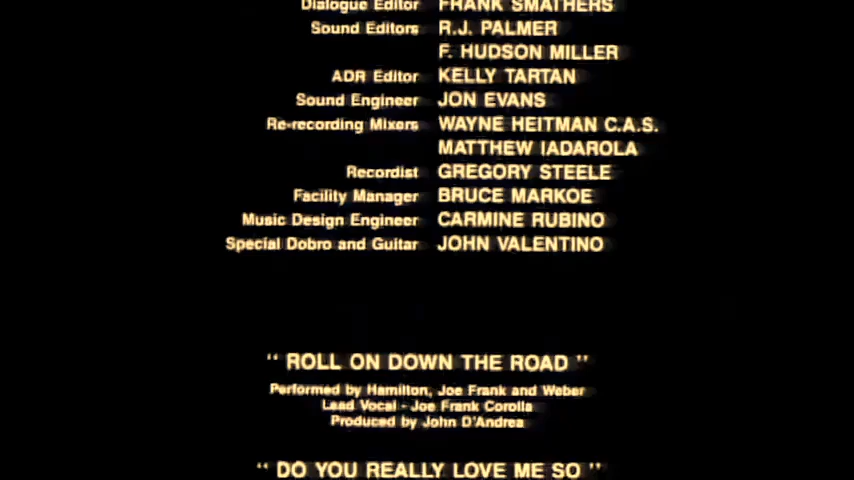 Dialogue Editor FRANK SMATHERS
Sound Editors R.J. PALMER
F. HUDSON MILLER
ADR Editor KELLY TARTAN
Sound Engineer JON EVANS
Re-recording Mixers WAYNE HEITMAN C.A.S.
MATTHEW IADAROLA
Recordist GREGORY STEELE
Facility Manager BRUCE MARKOE
Music Design Engineer CARMINE RUBINO
Special Dobro and Guitar JOHN VALENTINO
" ROLL ON DOWN THE ROAD "
Performed by Hamilton, Joe Frank and Weber
Lead Vocal - Joe Frank Corolla
Produced by John D'Andrea
" DO YOU REALLY LOVE ME SO "